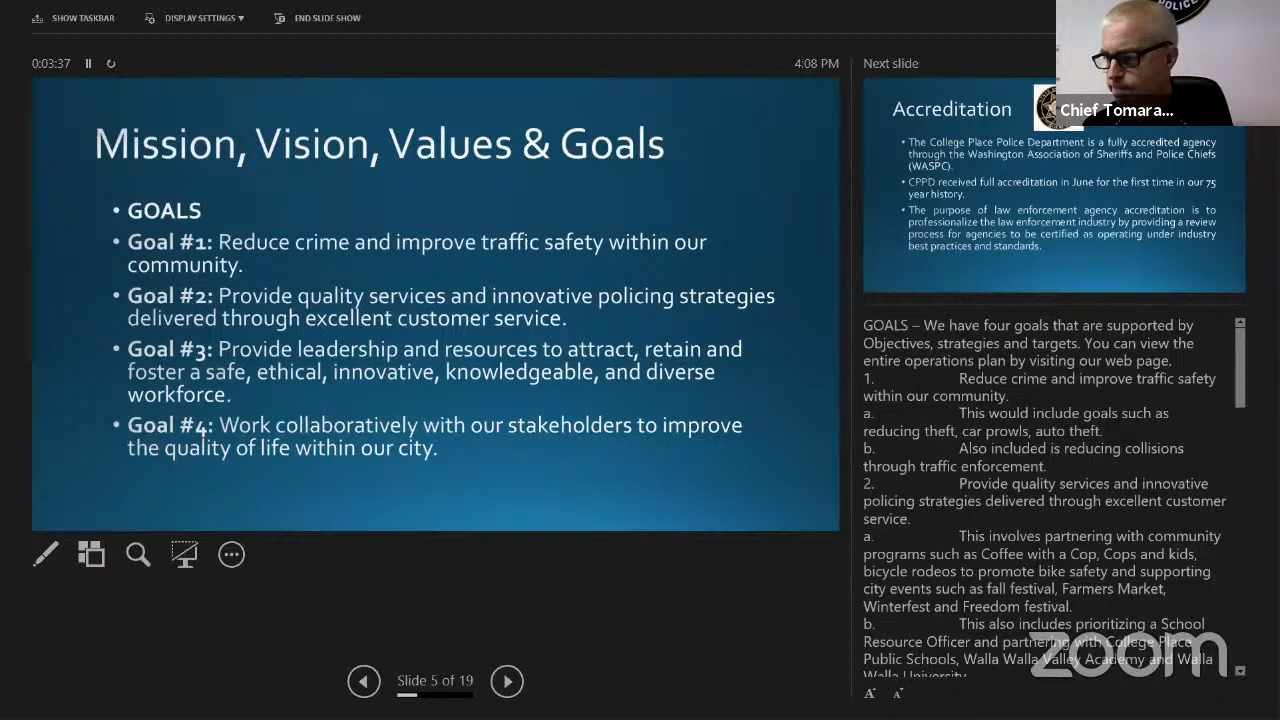 SHOW TASKBAR
DISPLAY SETTINGS
END SLIDE SHOW
0:03:37
4:08 PM
Mission, Vision, Values & Goals
• GOALS
• Goal #1: Reduce crime and improve traffic safety within our
community.
• Goal #2: Provide quality services and innovative policing strategies
delivered through excellent customer service.
• Goal #3: Provide leadership and resources to attract, retain and
foster a safe, ethical, innovative, knowledgeable, and diverse
workforce.
• Goal #4: Work collaboratively with our stakeholders to improve
the quality of life within our city.
Slide 5 of 19
Next slide
POLICE
Chief Tomara...
Accreditation
• The College Place Police Department is a fully accredited agency
through the Washington Association of Sheriffs and Police Chiefs
(WASPC).
• CPPD received full accreditation in June for the first time in our 75
year history.
• The purpose of law enforcement agency accreditation is to
professionalize the law enforcement industry by providing a review
process for agencies to be certified as operating under industry
best practices and standards.
GOALS – We have four goals that are supported by
Objectives, strategies and targets. You can view the
entire operations plan by visiting our web page.
1. Reduce crime and improve traffic safety
within our community.
a. This would include goals such as
reducing theft, car prowls, auto theft.
b. Also included is reducing collisions
through traffic enforcement.
2. Provide quality services and innovative
policing strategies delivered through excellent customer
service.
a. This involves partnering with community
programs such as Coffee with a Cop, Cops and kids,
bicycle rodeos to promote bike safety and supporting
city events such as fall festival, Farmers Market,
Winterfest and Freedom festival.
b. This also includes prioritizing a School
Resource Officer and partnering with College Place
Public Schools, Walla Walla Valley Academy and Walla
Walla University
A A
zoom